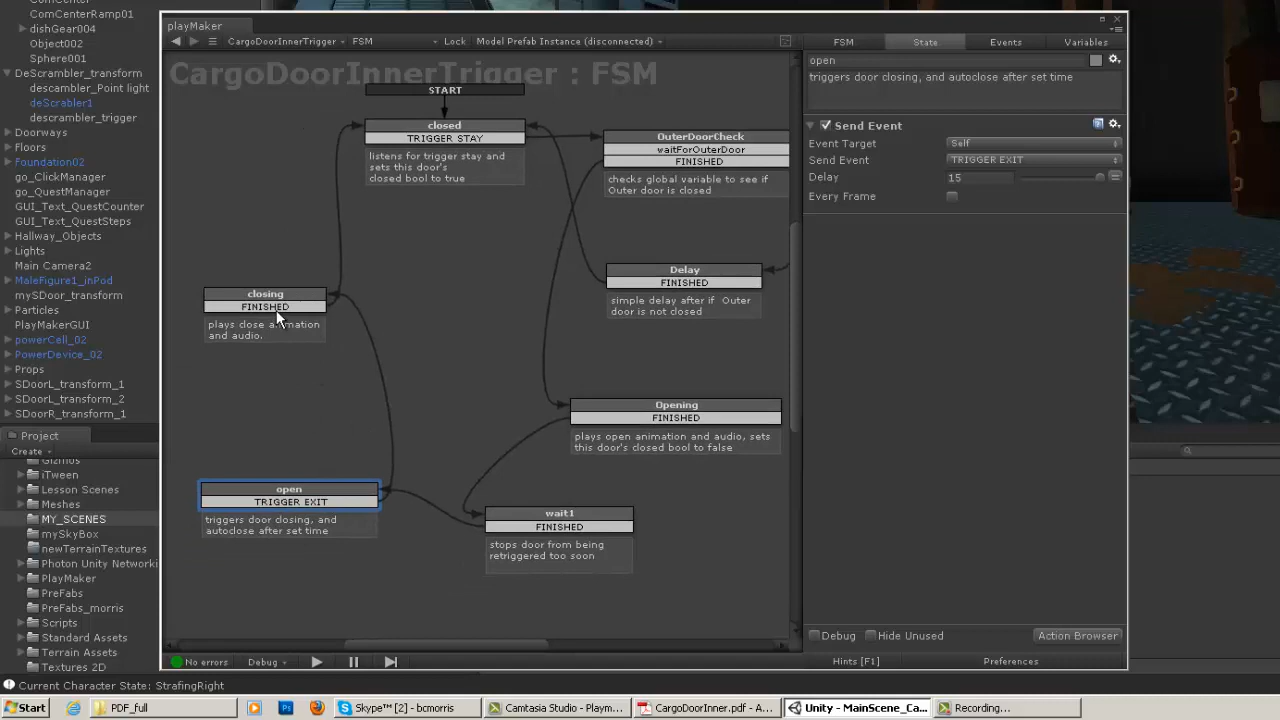 ComCenter
ComCenterRamp01
dishGear004
Object002
Sphere001
DeScrambler_transform
descambler_Point light
deScrabler1
descrambler_trigger
Doorways
Floors
Foundation02
go_ClickManager
go_QuestManager
GUI_Text_QuestCounter
GUI_Text_QuestSteps
Hallway_Objects
Lights
Main Camera2
MaleFigure1_inPod
mySDoor_transform
Particles
PlayMakerGUI
powerCell_02
PowerDevice_02
Props
SDoorL_transform_1
SDoorL_transform_2
SDoorR_transform_1
Project
Create
Gizmos
iTween
Lesson Scenes
Meshes
MY_SCENES
mySkyBox
newTerrainTextures
Photon Unity Networki
PlayMaker
PreFabs
PreFabs_morris
Scripts
Standard Assets
Terrain Assets
Textures 2D
playMaker
CargoDoorInnerTrigger
FSM
Lock
Model Prefab Instance (disconnected)
CargoDoorInnerTrigger : FSM
START
closed
TRIGGER STAY
listens for trigger stay and
sets this door's
closed bool to true
OuterDoorCheck
waitForOuterDoor
FINISHED
checks global variable to see if
Outer door is closed
Delay
FINISHED
simple delay after if Outer
door is not closed
closing
FINISHED
plays close animation
and audio.
Opening
FINISHED
plays open animation and audio, sets
this door's closed bool to false
open
TRIGGER EXIT
triggers door closing, and
autoclose after set time
wait1
FINISHED
stops door from being
retriggered too soon
No errors
Debug
FSM
State
Events
Variables
open
triggers door closing, and autoclose after set time
Send Event
Event Target
Self
Send Event
TRIGGER EXIT
Delay
15
Every Frame
Debug
Hide Unused
Action Browser
Hints [F1]
Preferences
Current Character State: StrafingRight
Start
PDF_full
Skype™ [2] - bcmorris
Camtasia Studio - Playm...
CargoDoorInner.pdf - A...
Unity - MainScene_Ca...
Recording...